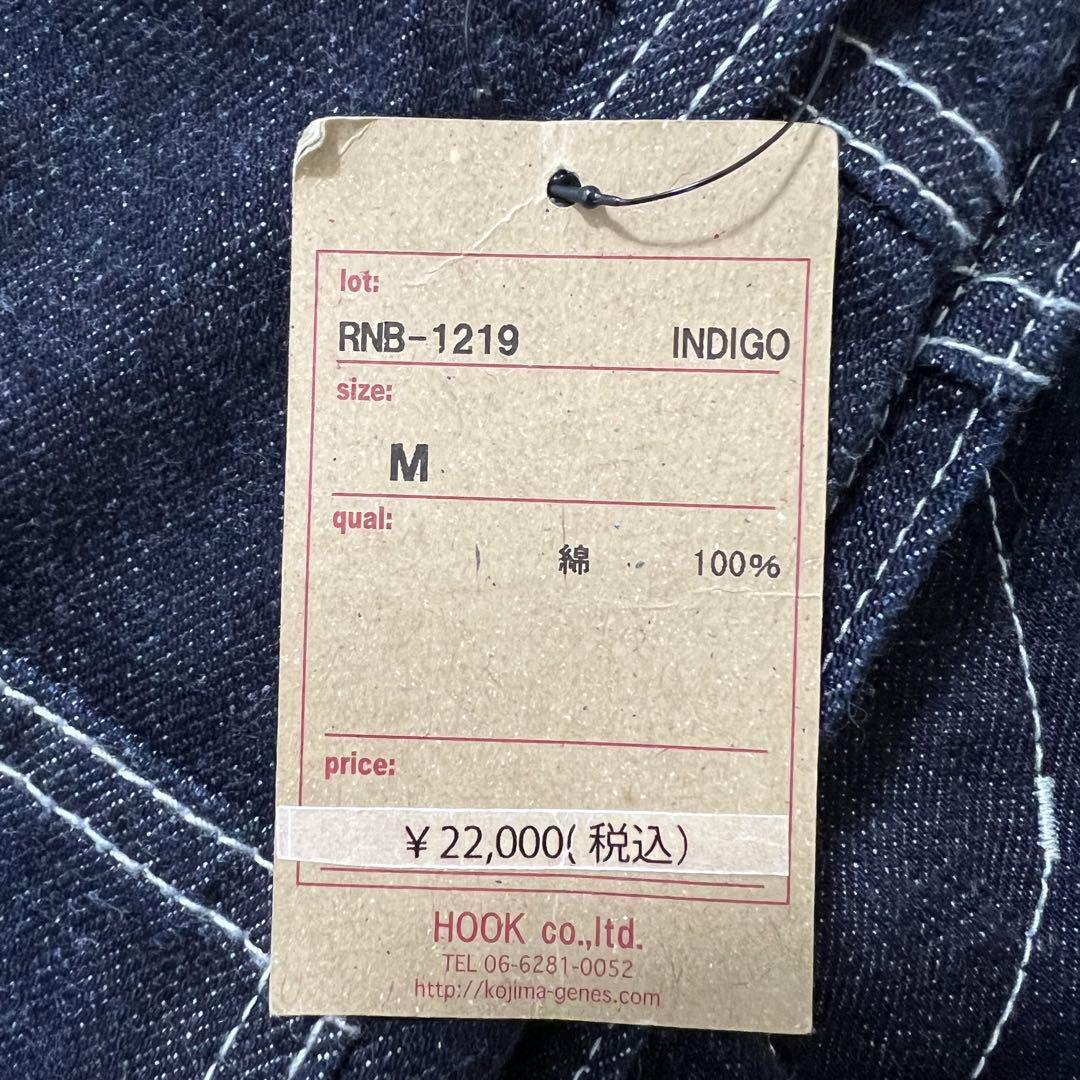 lot:
RNB-1219 INDIGO
size:
M
qual:
綿 100%
price:
￥22,000(税込)
HOOK co.,ltd.
TEL 06-6281-0052
http://kojima-genes.com